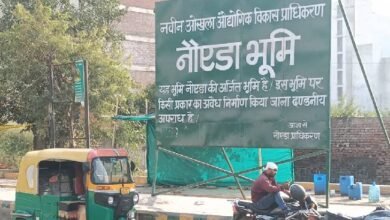 नवीन ओखला औद्योगिक विकास प्राधिकरण
नौएडा भूमि
यह भूमि नौएडा की अर्जित भूमि है। इस भूमि पर
किसी प्रकार का अवैध निर्माण किया जाना दण्डनीय
अपराध है।
आज्ञा से
नौएडा प्राधिकरण